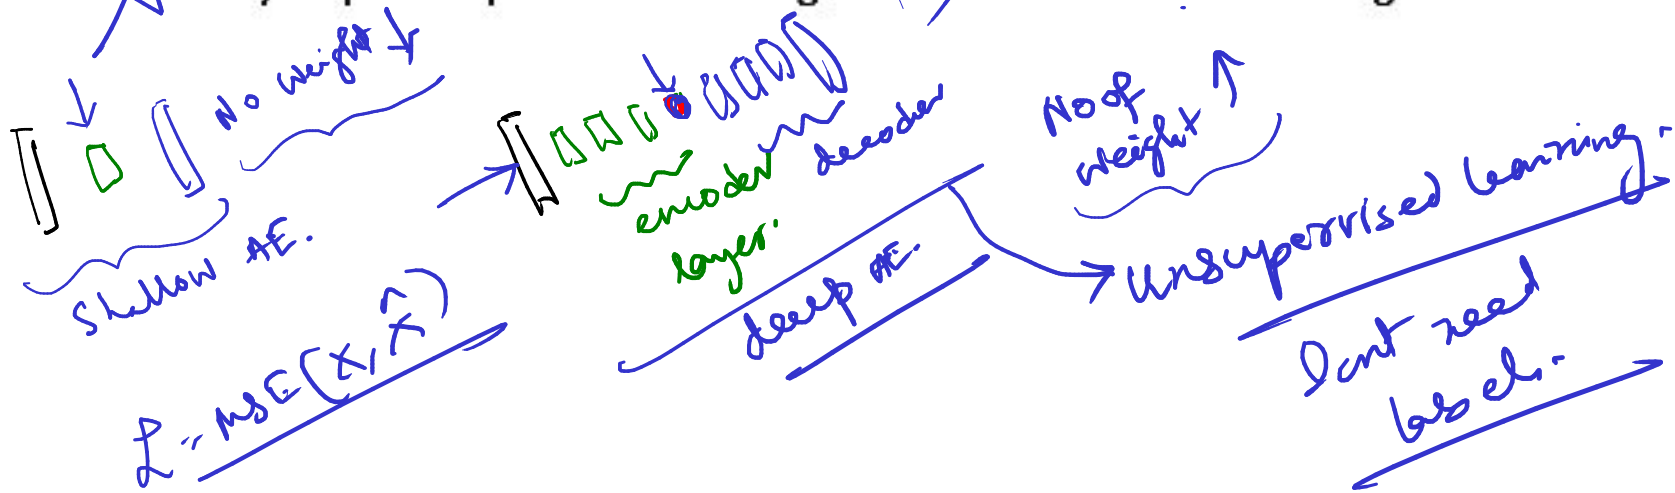 No weight ↓
Shallow AE.
L = MSE(x, x̂)
encoder
layer.
decoder
deep AE.
No of
weight ↑
Unsupervised learning.
Dont need
label.